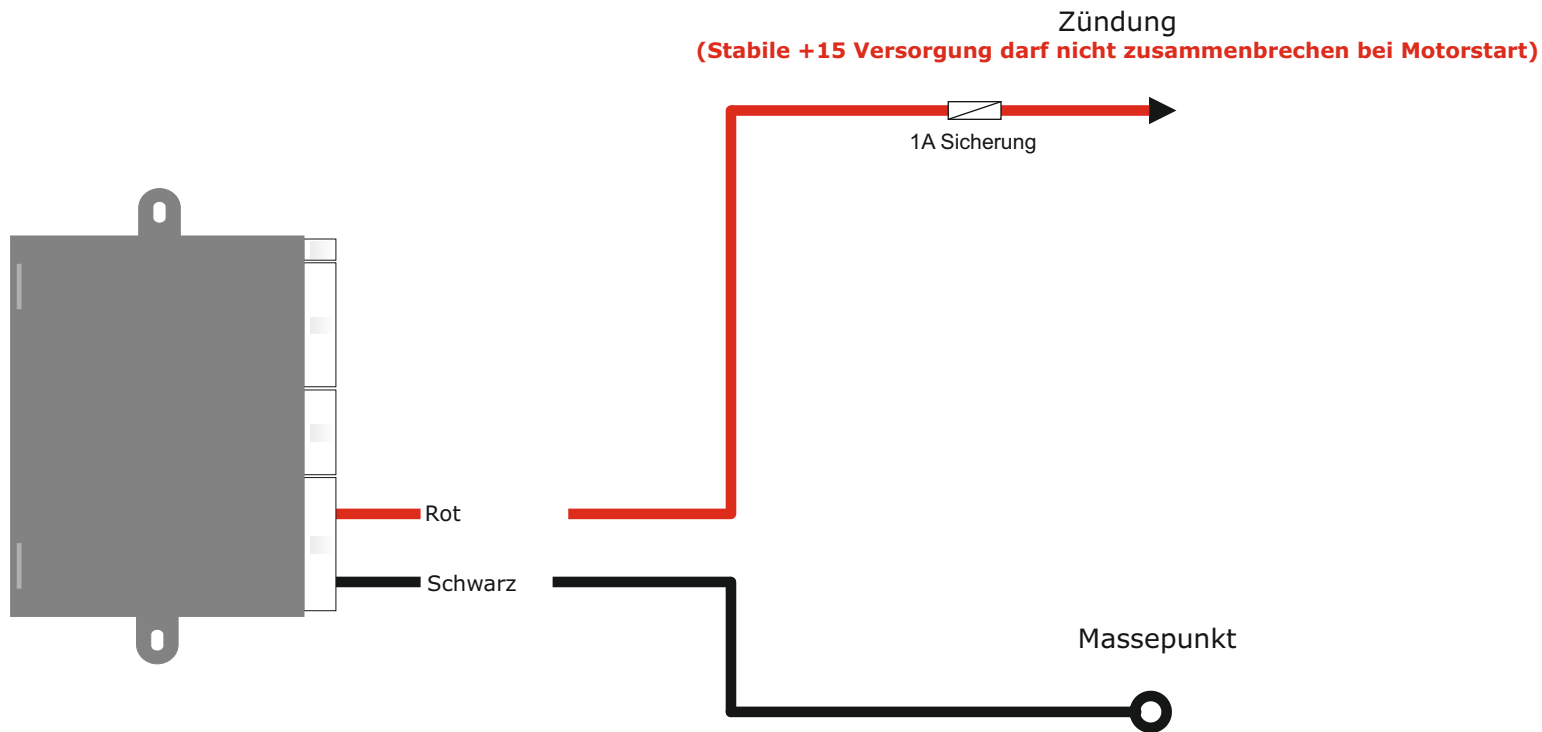 Zündung
(Stabile +15 Versorgung darf nicht zusammenbrechen bei Motorstart)
1A Sicherung
Rot
Schwarz
Massepunkt